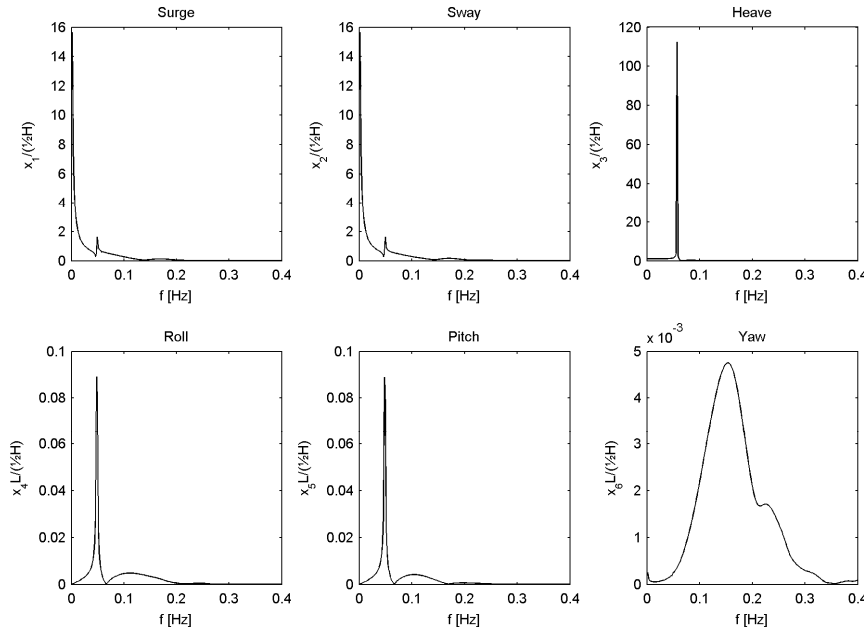 Surge
16
14
12
10
8
6
4
2
0
x1/(½H)
0 0.1 0.2 0.3 0.4
f [Hz]
Sway
16
14
12
10
8
6
4
2
0
x2/(½H)
0 0.1 0.2 0.3 0.4
f [Hz]
Heave
120
100
80
60
40
20
0
x3/(½H)
0 0.1 0.2 0.3 0.4
f [Hz]
Roll
0.1
0.08
0.06
0.04
0.02
0
x4L/(½H)
0 0.1 0.2 0.3 0.4
f [Hz]
Pitch
0.1
0.08
0.06
0.04
0.02
0
x5L/(½H)
0 0.1 0.2 0.3 0.4
f [Hz]
Yaw
x 10-3
5
4
3
2
1
0
x6L/(½H)
0 0.1 0.2 0.3 0.4
f [Hz]